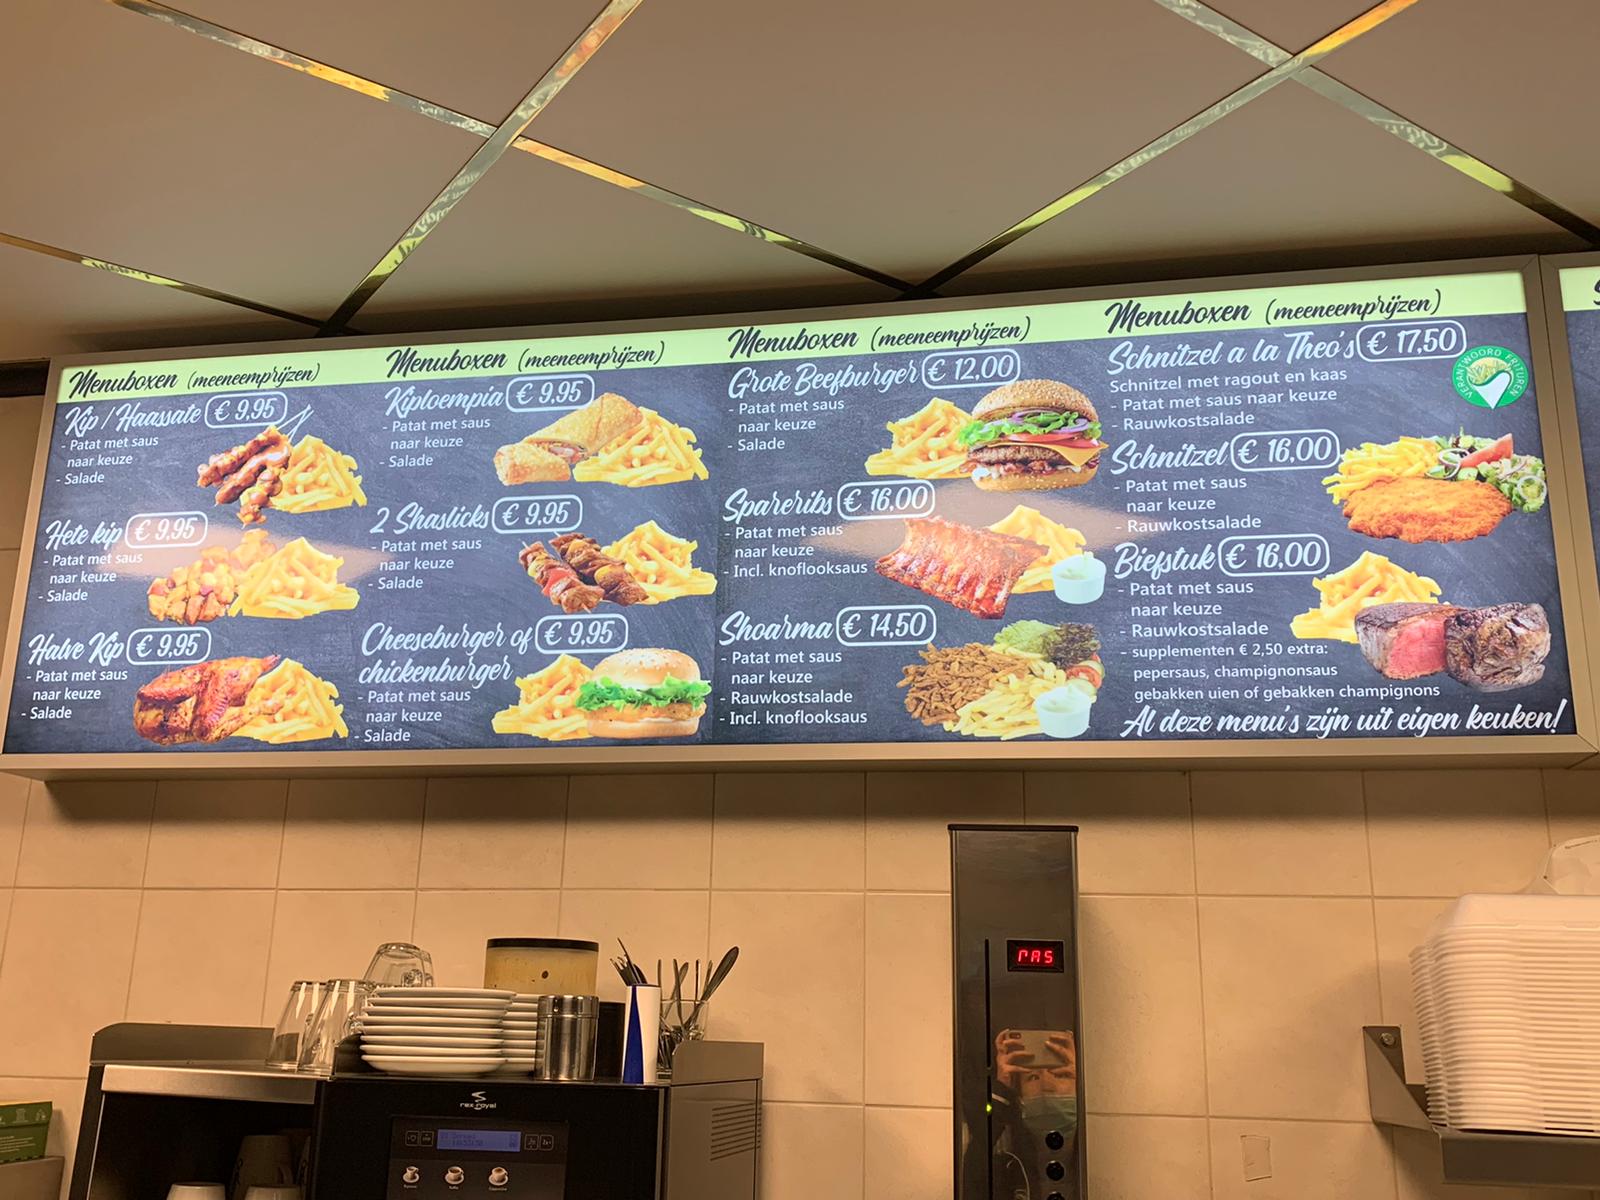 Menuboxen (meeneemprijzen)
Kip / Haassate € 9,95
- Patat met saus
naar keuze
- Salade
Hete kip € 9,95
- Patat met saus
naar keuze
- Salade
Halve Kip € 9,95
- Patat met saus
naar keuze
- Salade
Menuboxen (meeneemprijzen)
Kiploempia € 9,95
- Patat met saus
naar keuze
- Salade
2 Shaslicks € 9,95
- Patat met saus
naar keuze
- Salade
Cheeseburger of € 9,95
chickenburger
- Patat met saus
naar keuze
- Salade
Menuboxen (meeneemprijzen)
Grote Beefburger € 12,00
- Patat met saus
naar keuze
- Salade
Spareribs € 16,00
- Patat met saus
naar keuze
- Incl. knoflooksaus
Shoarma € 14,50
- Patat met saus
naar keuze
- Rauwkostsalade
- Incl. knoflooksaus
Menuboxen (meeneemprijzen)
Schnitzel a la Theo's € 17,50
Schnitzel met ragout en kaas
- Patat met saus naar keuze
- Rauwkostsalade
VERANTWOORD FRITUREN
Schnitzel € 16,00
- Patat met saus
naar keuze
- Rauwkostsalade
Biefstuk € 16,00
- Patat met saus
naar keuze
- Rauwkostsalade
- supplementen € 2,50 extra:
pepersaus, champignonsaus
gebakken uien of gebakken champignons
Al deze menu's zijn uit eigen keuken!
rex-royal